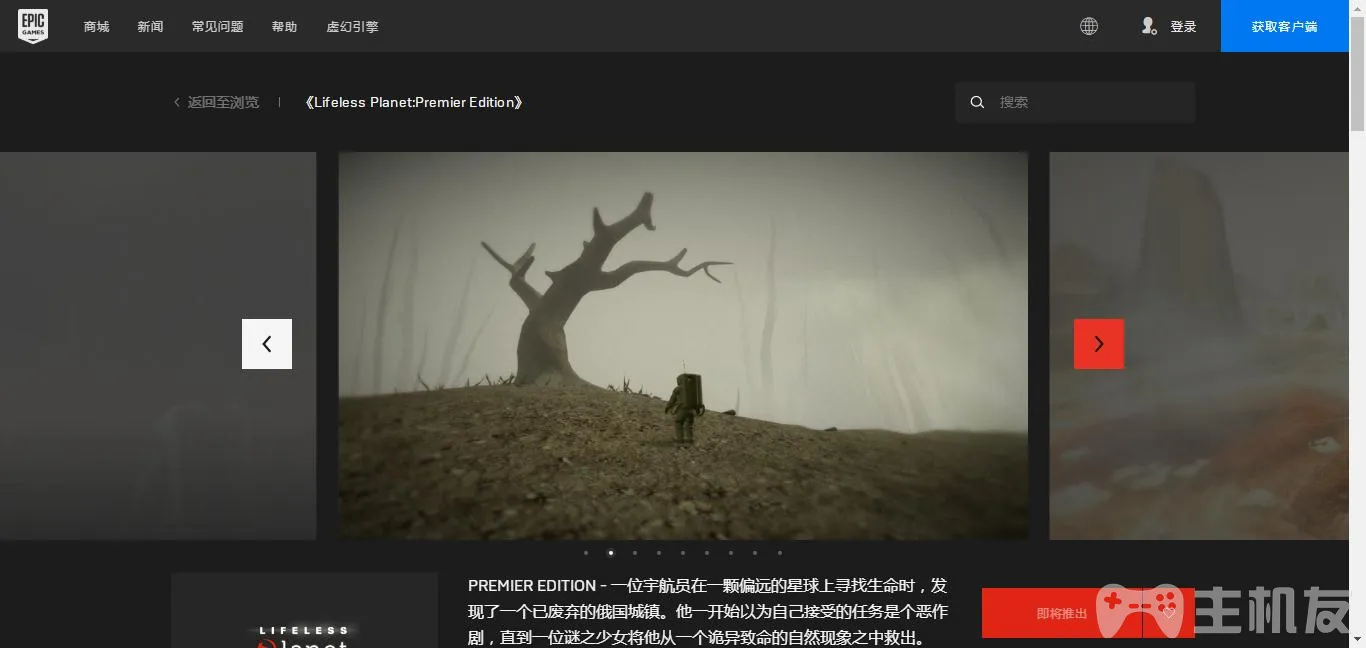 EPIC
GAMES
商城 新闻 常见问题 帮助 虚幻引擎 登录 获取客户端
返回至浏览 《Lifeless Planet:Premier Edition》 搜索
PREMIER EDITION - 一位宇航员在一颗偏远的星球上寻找生命时，发
现了一个已废弃的俄国城镇。他一开始以为自己接受的任务是个恶作
剧，直到一位谜之少女将他从一个诡异致命的自然现象之中救出。
即将推出
主机友
LIFELESS
Planet